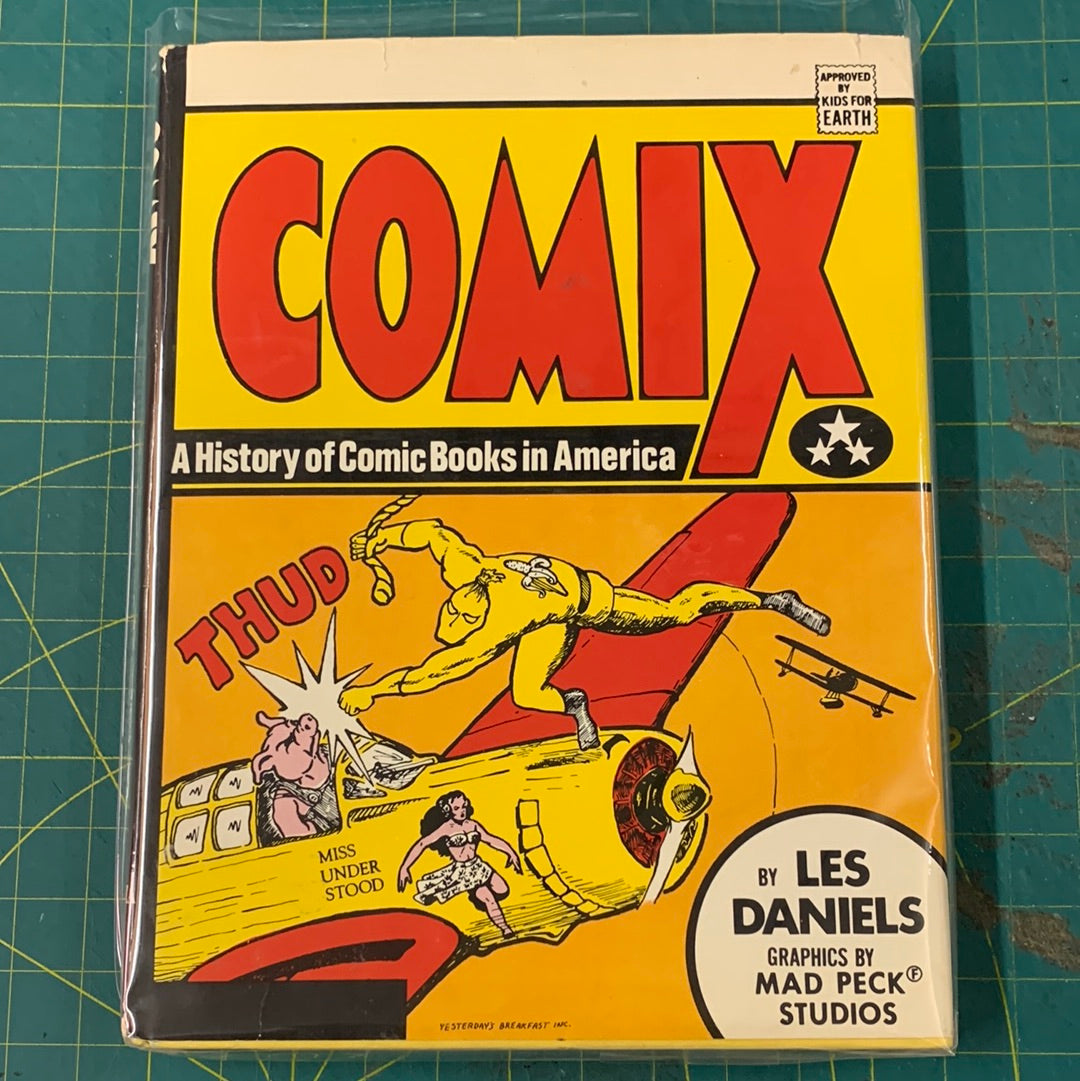 APPROVED
BY
KIDS FOR
EARTH
COMIX
A History of Comic Books in America
THUD
MISS
UNDER
STOOD
BY LES
DANIELS
GRAPHICS BY
MAD PECK Ⓕ
STUDIOS
YESTERDAY'S BREAKFAST INC.